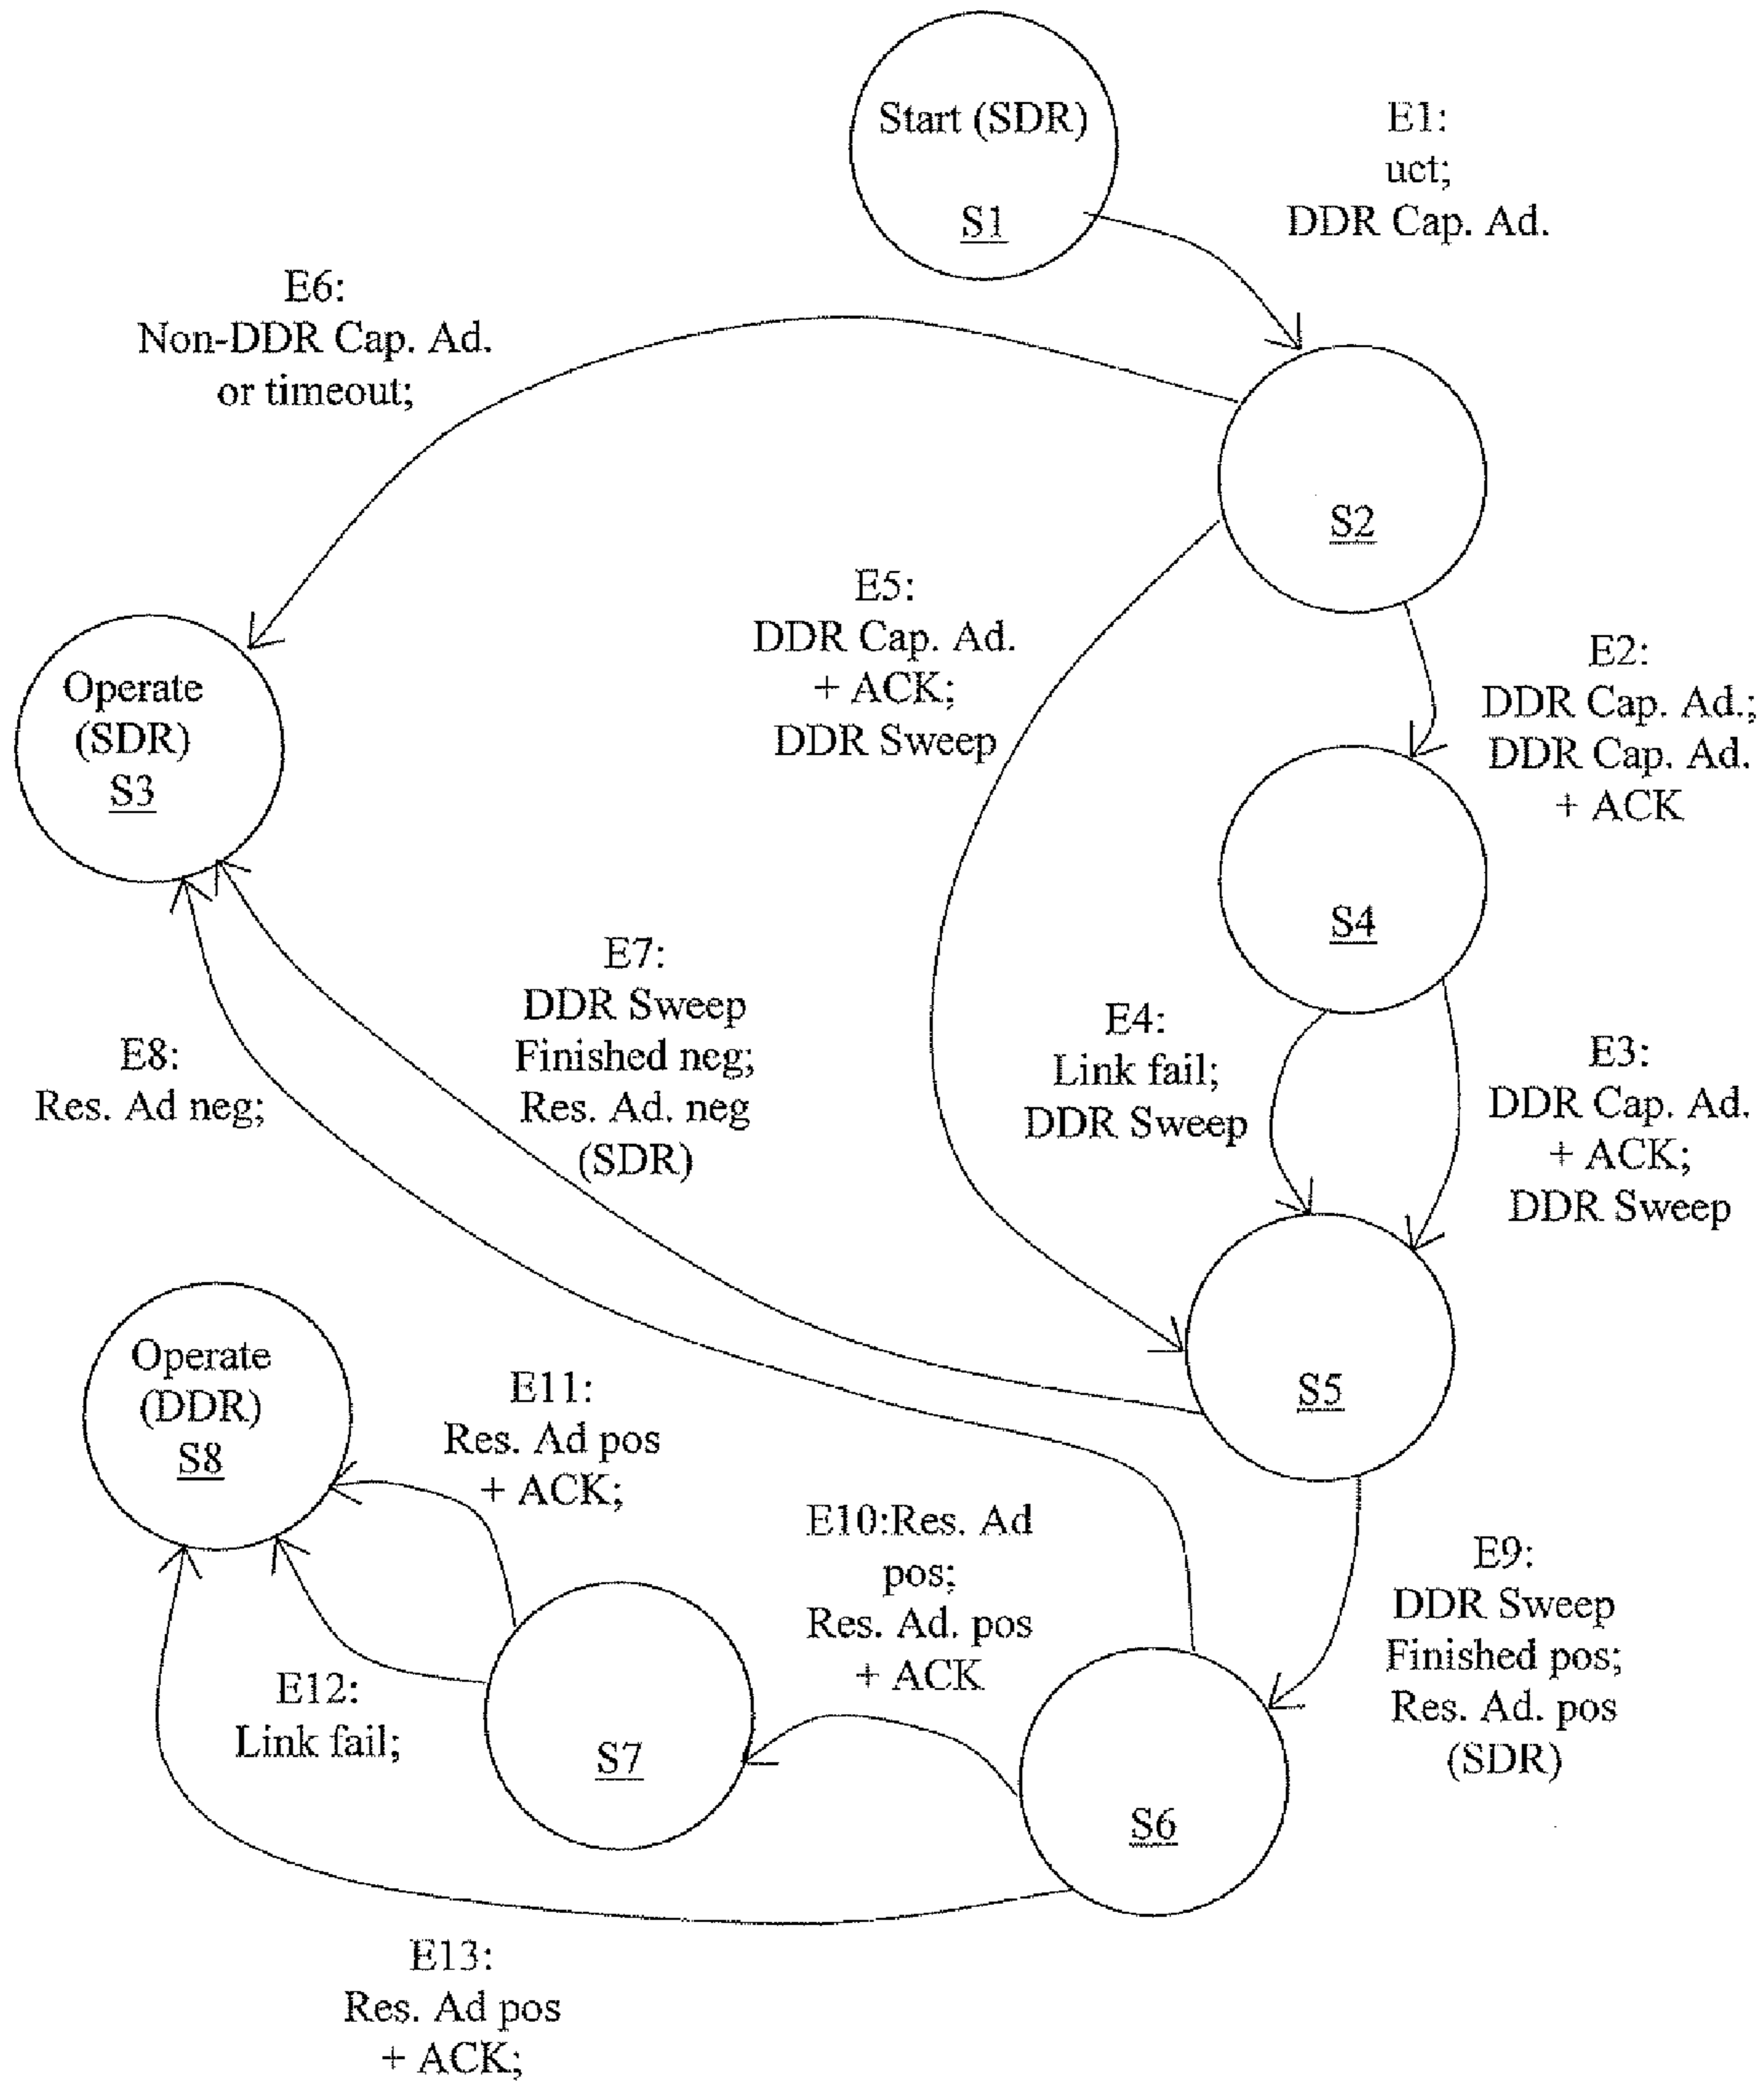 Start (SDR)
S1
E1:
uct;
DDR Cap. Ad.
E6:
Non-DDR Cap. Ad.
or timeout;
S2
E5:
DDR Cap. Ad.
+ ACK;
DDR Sweep
E2:
DDR Cap. Ad.;
DDR Cap. Ad.
+ ACK
Operate
(SDR)
S3
S4
E7:
DDR Sweep
Finished neg;
Res. Ad. neg
(SDR)
E8:
Res. Ad neg;
E4:
Link fail;
DDR Sweep
E3:
DDR Cap. Ad.
+ ACK;
DDR Sweep
Operate
(DDR)
S8
E11:
Res. Ad pos
+ ACK;
S5
E10:Res. Ad
pos;
Res. Ad. pos
+ ACK
E9:
DDR Sweep
Finished pos;
Res. Ad. pos
(SDR)
E12:
Link fail;
S7
S6
E13:
Res. Ad pos
+ ACK;